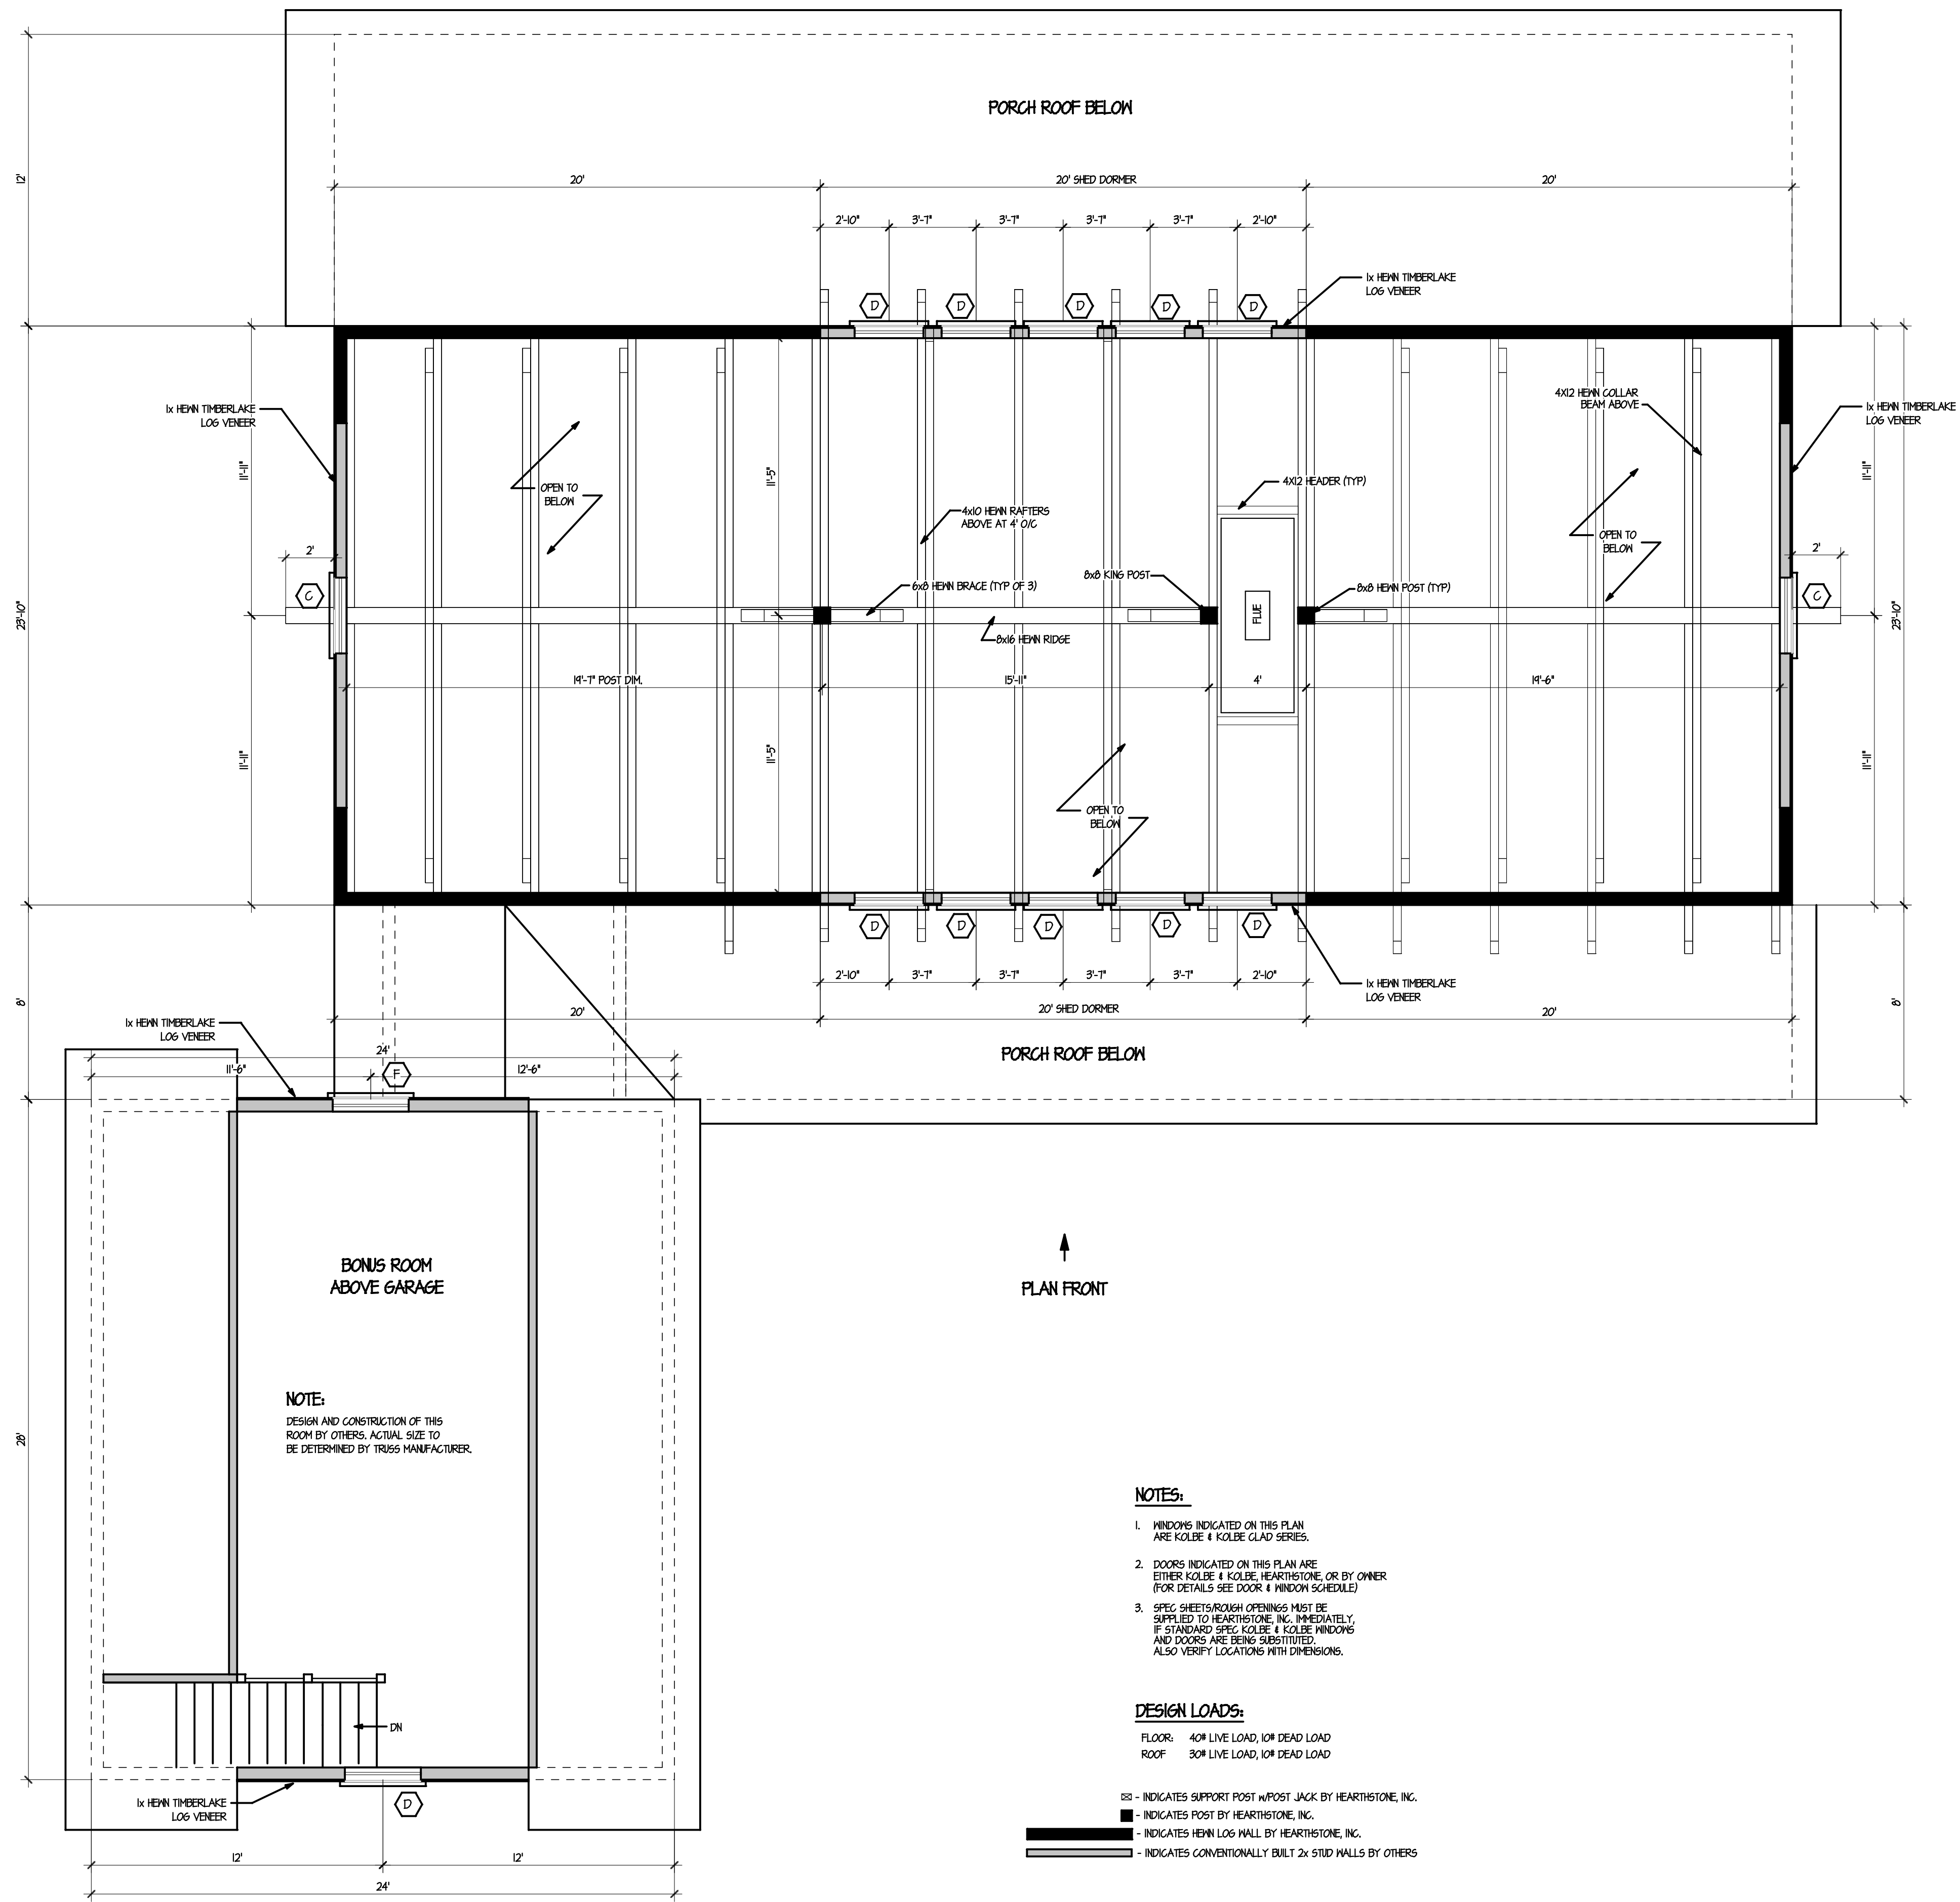 PORCH ROOF BELOW
12'
20'
20' SHED DORMER
20'
2'-10"
3'-7"
3'-7"
3'-7"
3'-7"
2'-10"
1x HEWN TIMBERLAKE
LOG VENEER
D
D
D
D
D
1x HEWN TIMBERLAKE
LOG VENEER
4X12 HEWN COLLAR
BEAM ABOVE
1x HEWN TIMBERLAKE
LOG VENEER
11'-11"
11'-5"
11'-11"
OPEN TO
BELOW
4X12 HEADER (TYP)
4x10 HEWN RAFTERS
ABOVE AT 4' O/C
OPEN TO
BELOW
2'
2'
C
6x8 HEWN BRACE (TYP OF 3)
8x8 KING POST
FLUE
8x8 HEWN POST (TYP)
C
23'-10"
23'-10"
8x16 HEWN RIDGE
19'-7" POST DIM.
15'-11"
4'
19'-6"
11'-11"
11'-5"
11'-11"
OPEN TO
BELOW
D
D
D
D
D
2'-10"
3'-7"
3'-7"
3'-7"
3'-7"
2'-10"
1x HEWN TIMBERLAKE
LOG VENEER
8'
8'
20'
20' SHED DORMER
20'
1x HEWN TIMBERLAKE
LOG VENEER
PORCH ROOF BELOW
24'
11'-6"
F
12'-6"
BONUS ROOM
ABOVE GARAGE
PLAN FRONT
NOTE:
DESIGN AND CONSTRUCTION OF THIS
ROOM BY OTHERS. ACTUAL SIZE TO
BE DETERMINED BY TRUSS MANUFACTURER.
28'
DN
1x HEWN TIMBERLAKE
LOG VENEER
D
12'
12'
24'
NOTES:
1. WINDOWS INDICATED ON THIS PLAN
ARE KOLBE & KOLBE CLAD SERIES.
2. DOORS INDICATED ON THIS PLAN ARE
EITHER KOLBE & KOLBE, HEARTHSTONE, OR BY OWNER
(FOR DETAILS SEE DOOR & WINDOW SCHEDULE)
3. SPEC SHEETS/ROUGH OPENINGS MUST BE
SUPPLIED TO HEARTHSTONE, INC. IMMEDIATELY,
IF STANDARD SPEC KOLBE & KOLBE WINDOWS
AND DOORS ARE BEING SUBSTITUTED.
ALSO VERIFY LOCATIONS WITH DIMENSIONS.
DESIGN LOADS:
FLOOR: 40# LIVE LOAD, 10# DEAD LOAD
ROOF 30# LIVE LOAD, 10# DEAD LOAD
- INDICATES SUPPORT POST w/POST JACK BY HEARTHSTONE, INC.
- INDICATES POST BY HEARTHSTONE, INC.
- INDICATES HEWN LOG WALL BY HEARTHSTONE, INC.
- INDICATES CONVENTIONALLY BUILT 2x STUD WALLS BY OTHERS